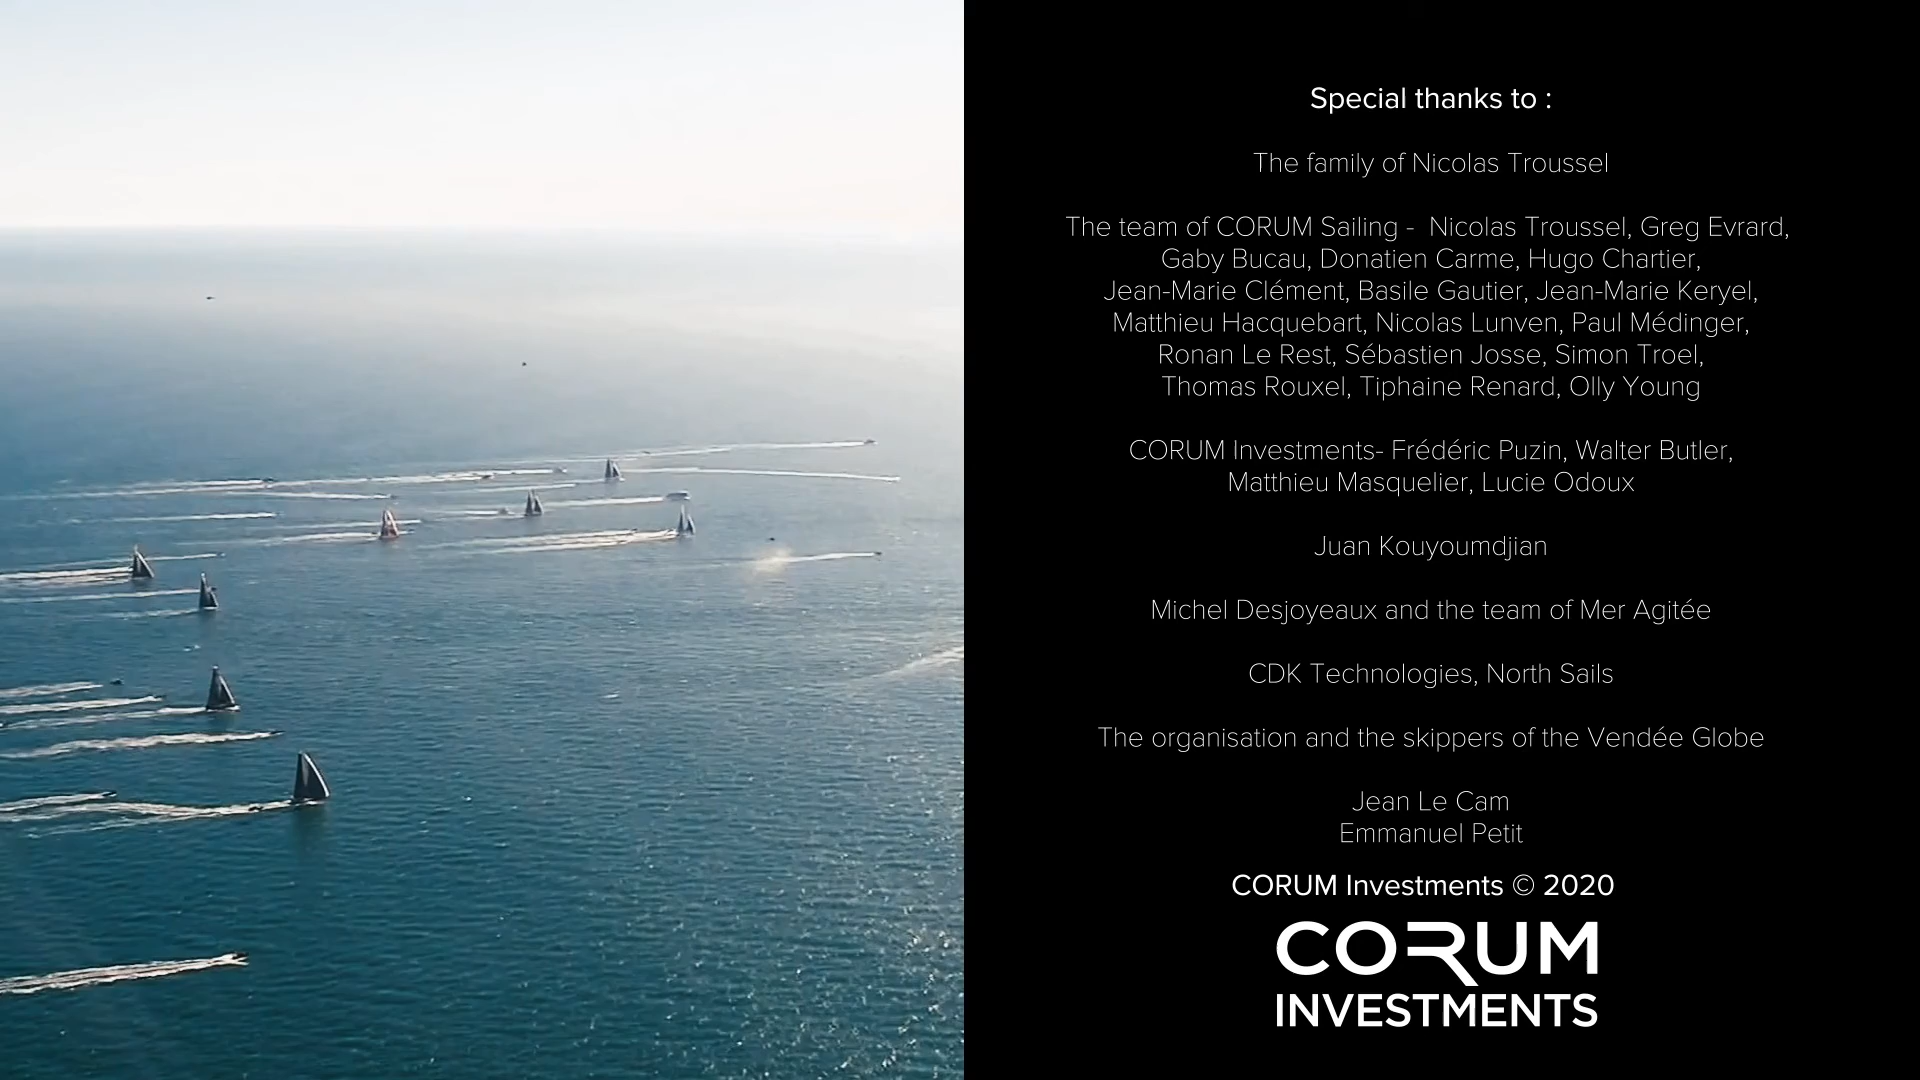 Special thanks to :
The family of Nicolas Troussel
The team of CORUM Sailing - Nicolas Troussel, Greg Evrard,
Gaby Bucau, Donatien Carme, Hugo Chartier,
Jean-Marie Clément, Basile Gautier, Jean-Marie Keryel,
Matthieu Hacquebart, Nicolas Lunven, Paul Médinger,
Ronan Le Rest, Sébastien Josse, Simon Troel,
Thomas Rouxel, Tiphaine Renard, Olly Young
CORUM Investments- Frédéric Puzin, Walter Butler,
Matthieu Masquelier, Lucie Odoux
Juan Kouyoumdjian
Michel Desjoyeaux and the team of Mer Agitée
CDK Technologies, North Sails
The organisation and the skippers of the Vendée Globe
Jean Le Cam
Emmanuel Petit
CORUM Investments © 2020
CORUM
INVESTMENTS